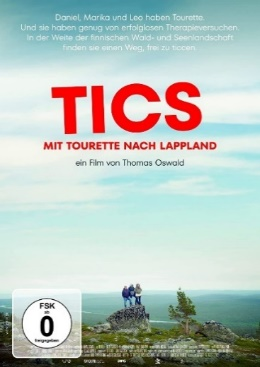 Daniel, Marika und Leo haben Tourette.
Und sie haben genug von erfolglosen Therapieversuchen.
In der Weite der finnischen Wald- und Seenlandschaft
finden sie einen Weg, frei zu ticcen.
TICS
MIT TOURETTE NACH LAPPLAND
ein Film von Thomas Oswald
FSK
ab
0
freigegeben